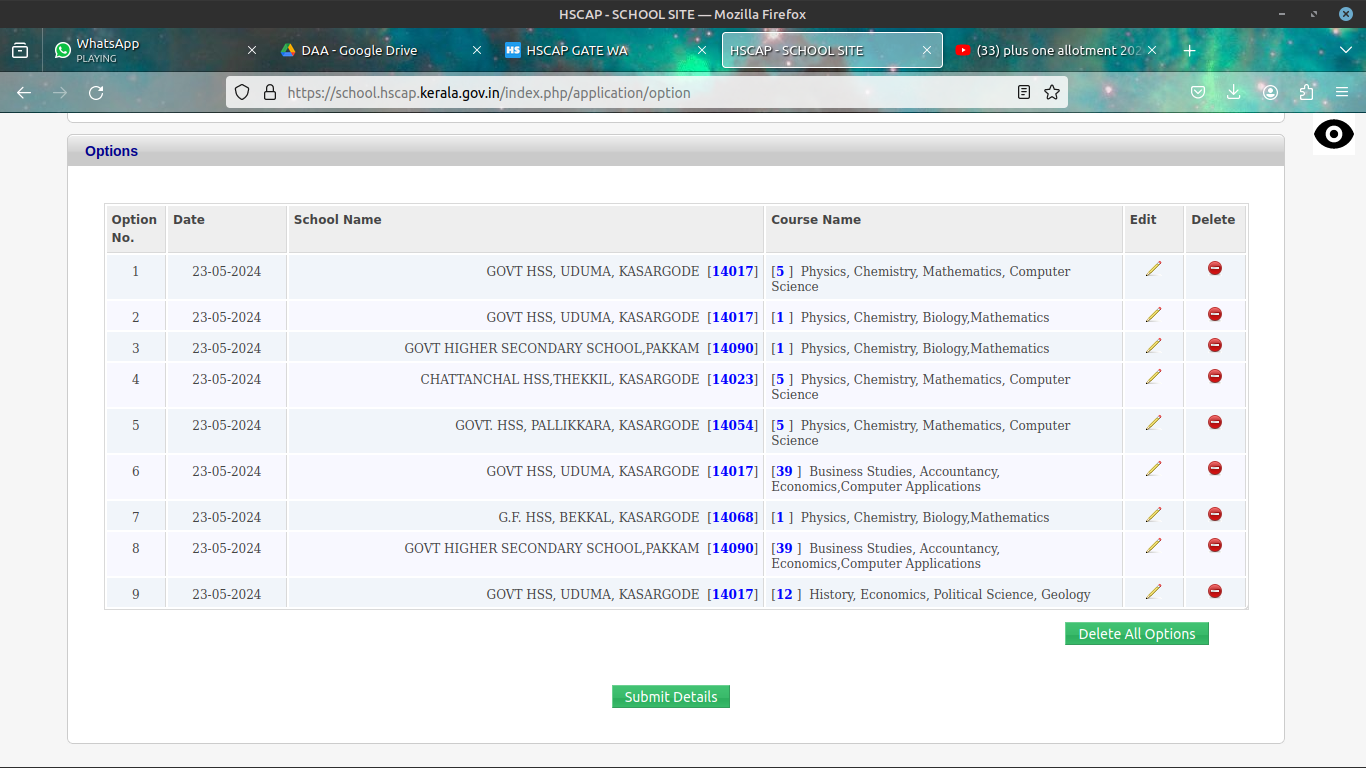 HSCAP - SCHOOL SITE — Mozilla Firefox
WhatsApp
PLAYING
DAA - Google Drive
HS HSCAP GATE WA
HSCAP - SCHOOL SITE
(33) plus one allotment 202
https://school.hscap.kerala.gov.in/index.php/application/option
Options
Option No. Date School Name Course Name Edit Delete
1 23-05-2024 GOVT HSS, UDUMA, KASARGODE [14017] [5 ] Physics, Chemistry, Mathematics, Computer
Science
2 23-05-2024 GOVT HSS, UDUMA, KASARGODE [14017] [1 ] Physics, Chemistry, Biology,Mathematics
3 23-05-2024 GOVT HIGHER SECONDARY SCHOOL,PAKKAM [14090] [1 ] Physics, Chemistry, Biology,Mathematics
4 23-05-2024 CHATTANCHAL HSS,THEKKIL, KASARGODE [14023] [5 ] Physics, Chemistry, Mathematics, Computer
Science
5 23-05-2024 GOVT. HSS, PALLIKKARA, KASARGODE [14054] [5 ] Physics, Chemistry, Mathematics, Computer
Science
6 23-05-2024 GOVT HSS, UDUMA, KASARGODE [14017] [39 ] Business Studies, Accountancy,
Economics,Computer Applications
7 23-05-2024 G.F. HSS, BEKKAL, KASARGODE [14068] [1 ] Physics, Chemistry, Biology,Mathematics
8 23-05-2024 GOVT HIGHER SECONDARY SCHOOL,PAKKAM [14090] [39 ] Business Studies, Accountancy,
Economics,Computer Applications
9 23-05-2024 GOVT HSS, UDUMA, KASARGODE [14017] [12 ] History, Economics, Political Science, Geology
Delete All Options
Submit Details